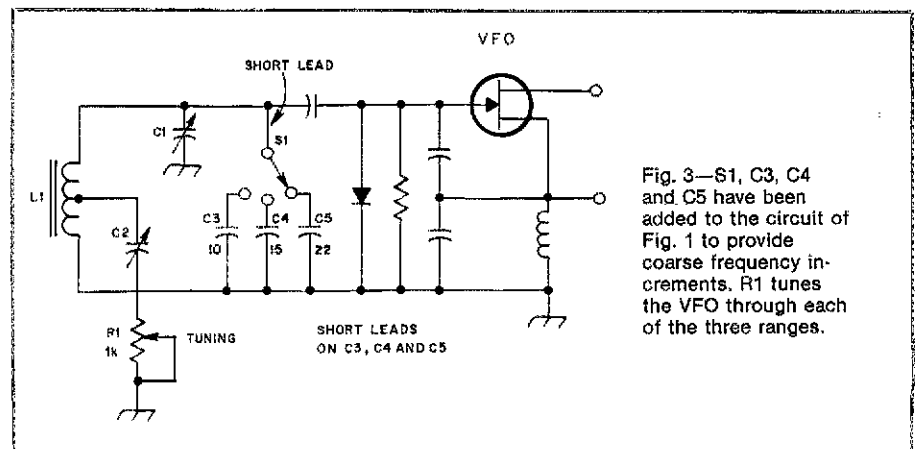 VFO
SHORT LEAD
S1
C1
L1
C2
C3
10
C4
15
C5
22
R1
1k
TUNING
SHORT LEADS
ON C3, C4 AND C5
Fig. 3—S1, C3, C4
and C5 have been
added to the circuit of
Fig. 1 to provide
coarse frequency in-
crements. R1 tunes
the VFO through each
of the three ranges.